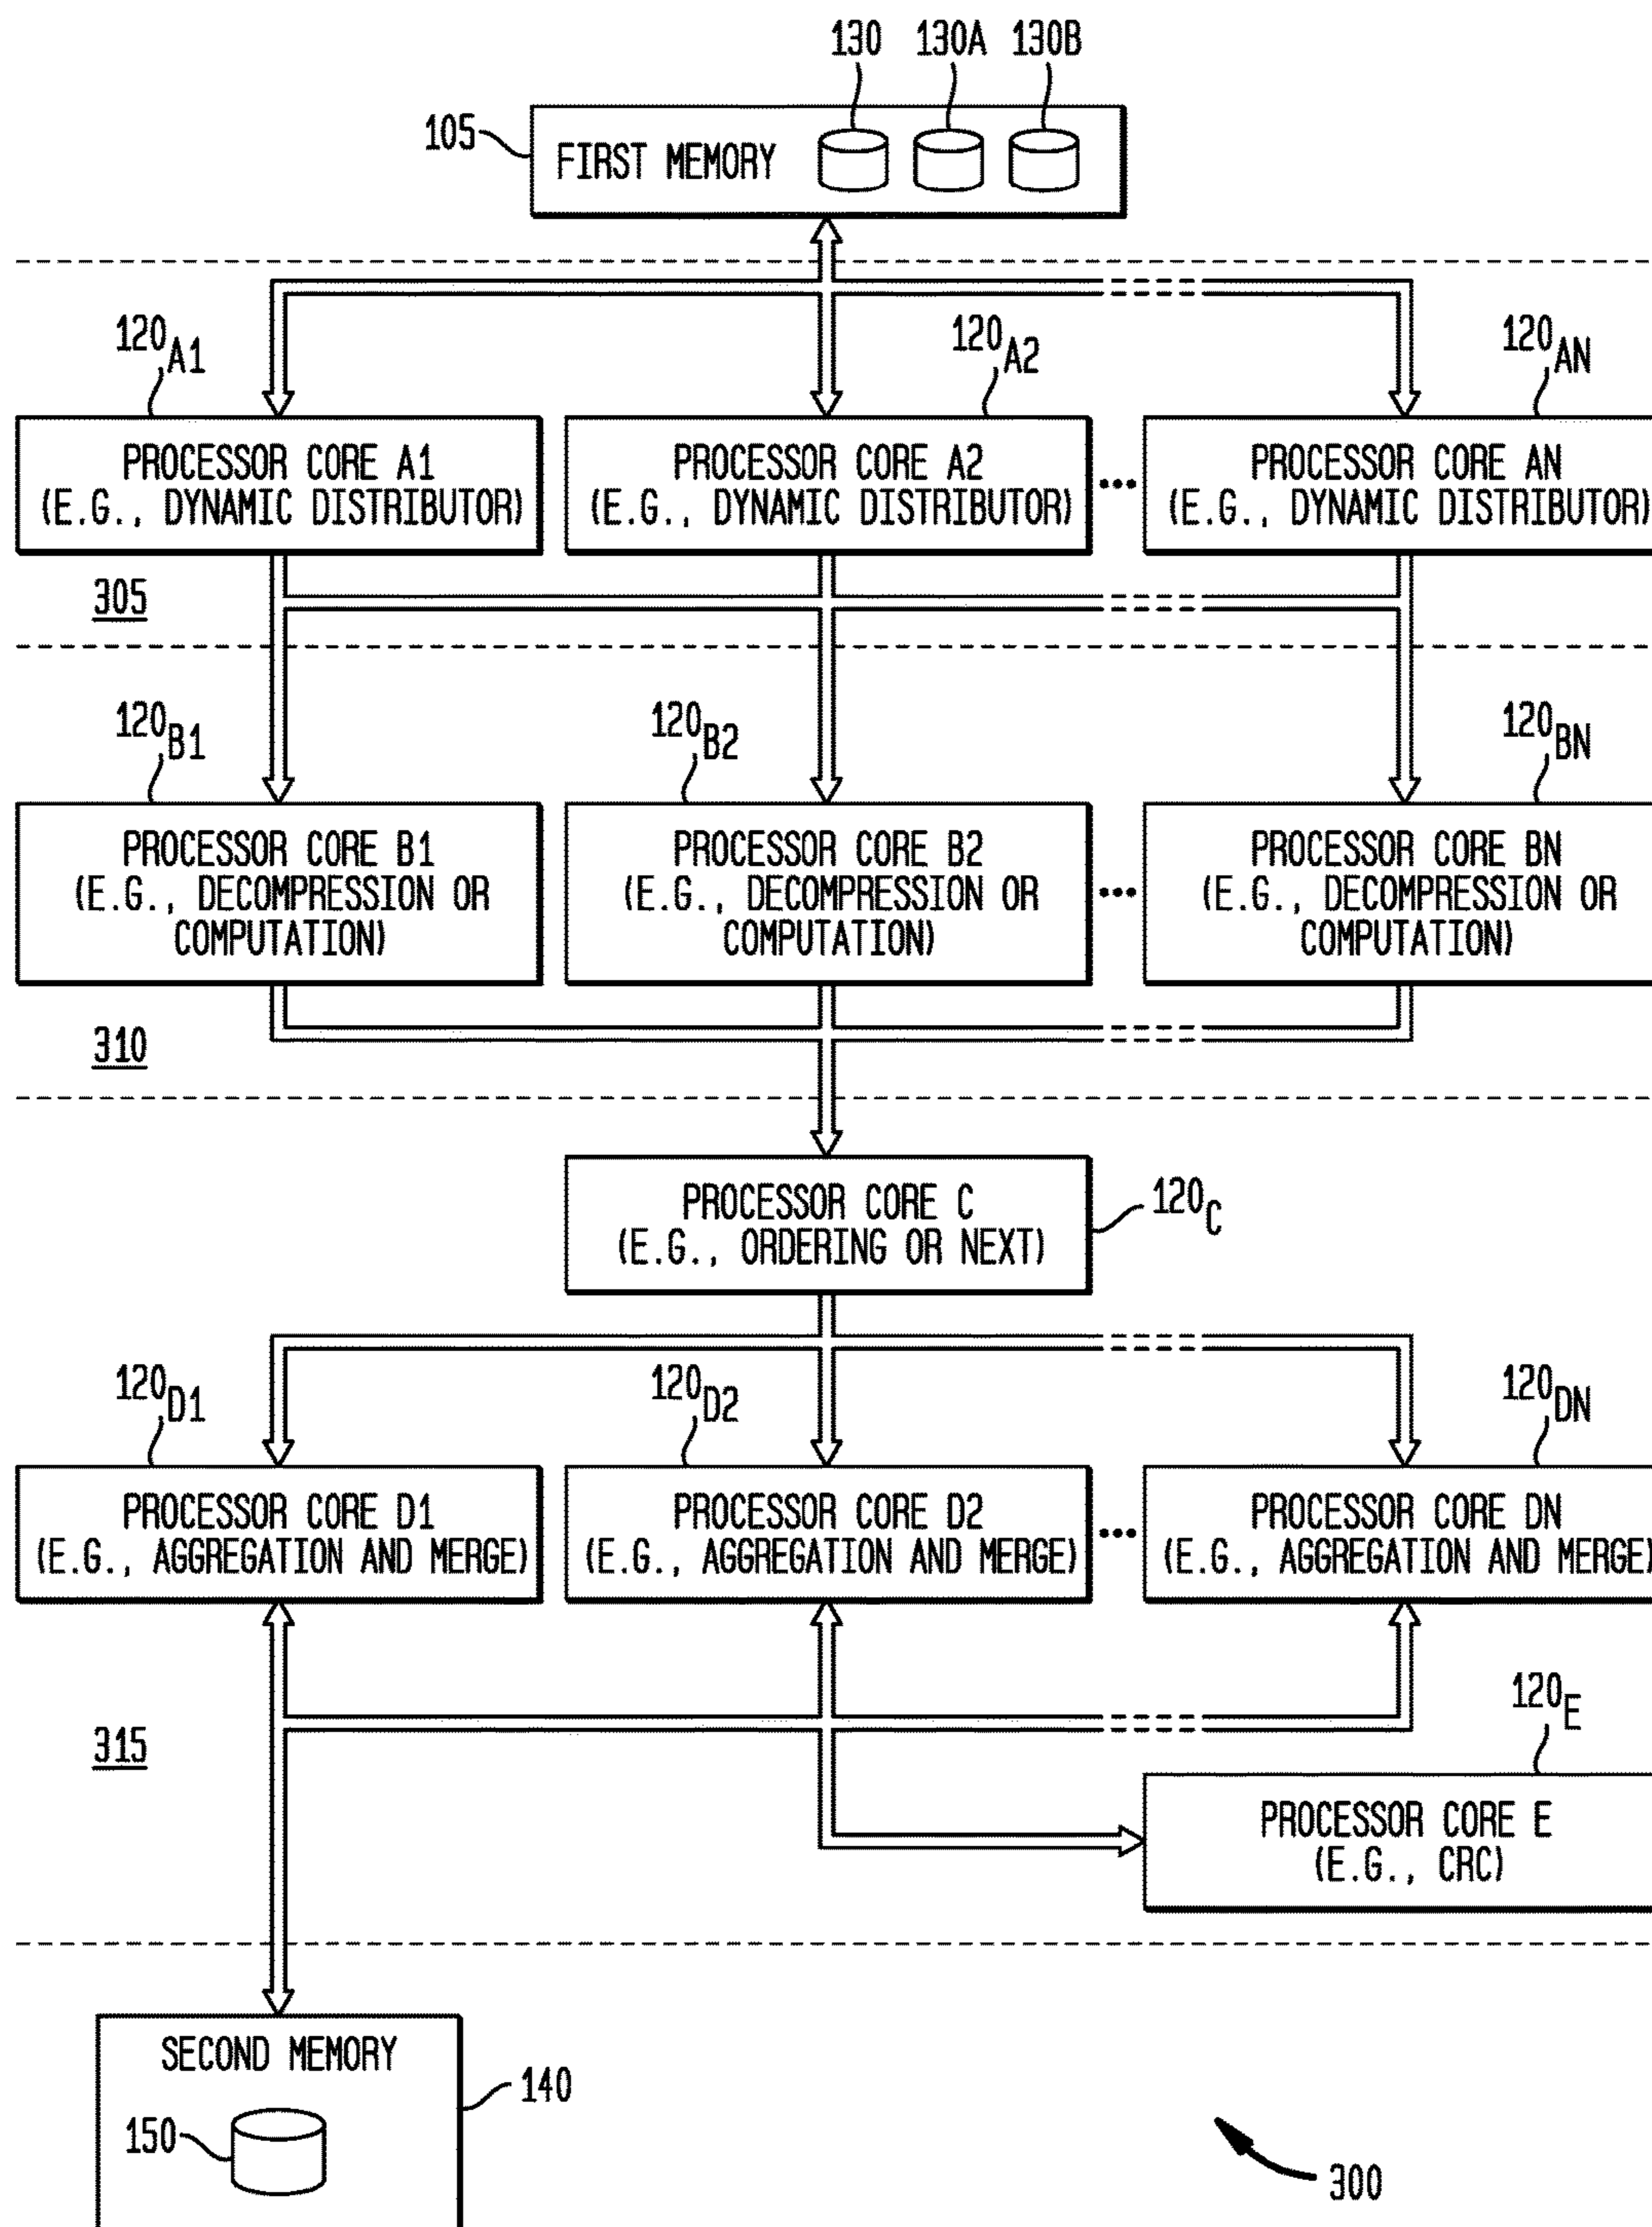 130 130A 130B
105
FIRST MEMORY
120A1 120A2 120AN
PROCESSOR CORE A1
(E.G., DYNAMIC DISTRIBUTOR)
PROCESSOR CORE A2
(E.G., DYNAMIC DISTRIBUTOR)
...
PROCESSOR CORE AN
(E.G., DYNAMIC DISTRIBUTOR)
305
120B1 120B2 120BN
PROCESSOR CORE B1
(E.G., DECOMPRESSION OR
COMPUTATION)
PROCESSOR CORE B2
(E.G., DECOMPRESSION OR
COMPUTATION)
...
PROCESSOR CORE BN
(E.G., DECOMPRESSION OR
COMPUTATION)
310
PROCESSOR CORE C
(E.G., ORDERING OR NEXT)
120C
120D1 120D2 120DN
PROCESSOR CORE D1
(E.G., AGGREGATION AND MERGE)
PROCESSOR CORE D2
(E.G., AGGREGATION AND MERGE)
...
PROCESSOR CORE DN
(E.G., AGGREGATION AND MERGE)
120E
315
PROCESSOR CORE E
(E.G., CRC)
SECOND MEMORY
140
150
300